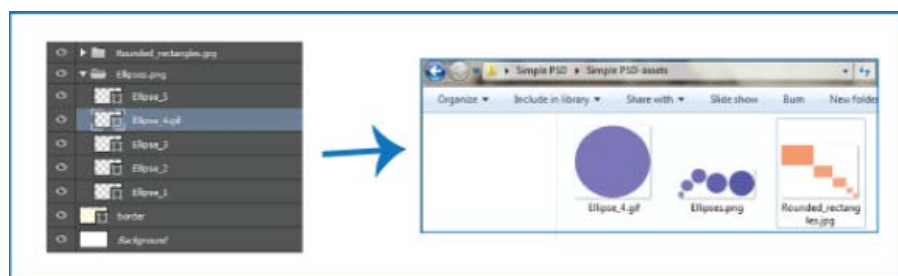 Rounded_rectangles.jpg
Ellipses.png
Ellipse_5
Ellipse_4.gif
Ellipse_3
Ellipse_2
Ellipse_1
border
Background
Simple PSD Simple PSD-assets
Organize Include in library Share with Slide show Burn New folder
Ellipse_4.gif
Ellipses.png
Rounded_rectang
les.jpg